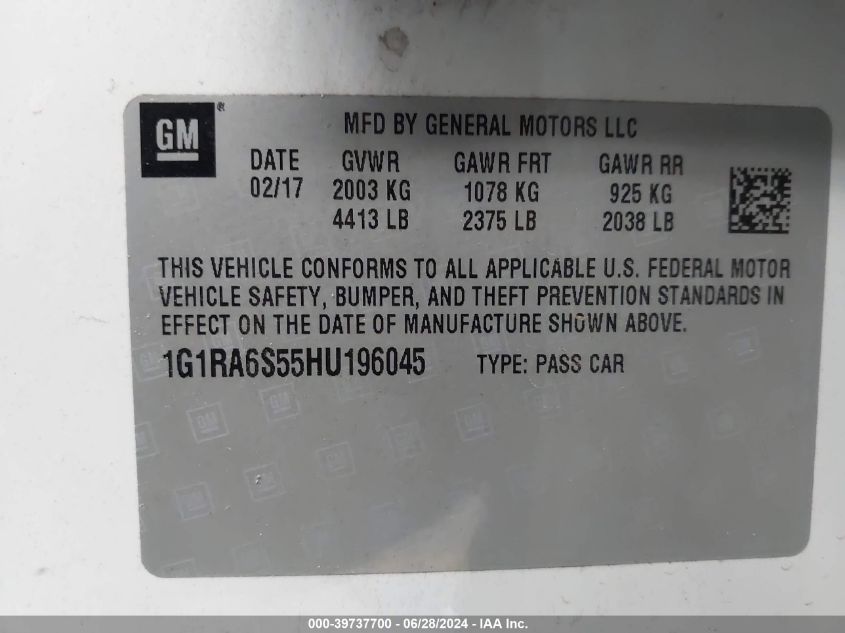 GM ®
MFD BY GENERAL MOTORS LLC
DATE GVWR GAWR FRT GAWR RR
02/17 2003 KG 1078 KG 925 KG
4413 LB 2375 LB 2038 LB
THIS VEHICLE CONFORMS TO ALL APPLICABLE U.S. FEDERAL MOTOR
VEHICLE SAFETY, BUMPER, AND THEFT PREVENTION STANDARDS IN
EFFECT ON THE DATE OF MANUFACTURE SHOWN ABOVE.
1G1RA6S55HU196045 TYPE: PASS CAR
000-39737700 - 06/28/2024 - IAA Inc.